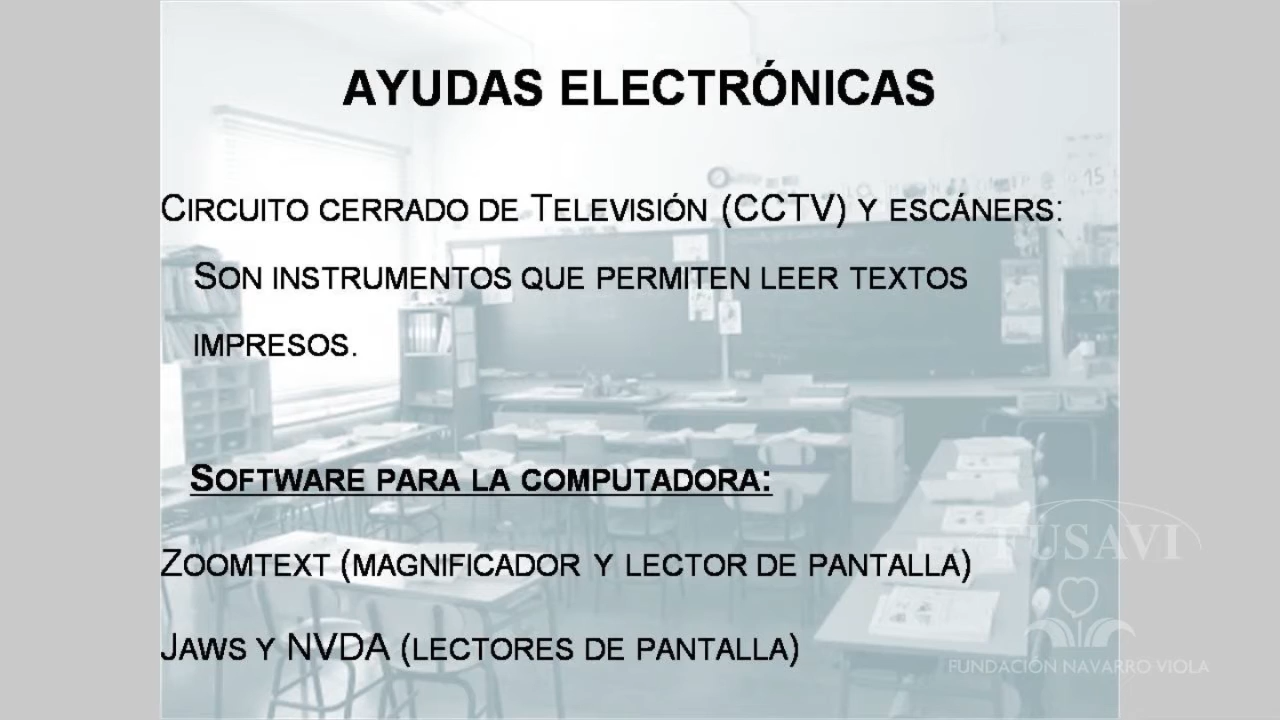 AYUDAS ELECTRÓNICAS
CIRCUITO CERRADO DE TELEVISIÓN (CCTV) Y ESCÁNERS:
SON INSTRUMENTOS QUE PERMITEN LEER TEXTOS
IMPRESOS.
SOFTWARE PARA LA COMPUTADORA:
ZOOMTEXT (MAGNIFICADOR Y LECTOR DE PANTALLA)
JAWS Y NVDA (LECTORES DE PANTALLA)
FUSAVI
FUNDACIÓN NAVARRO VIOLA
15